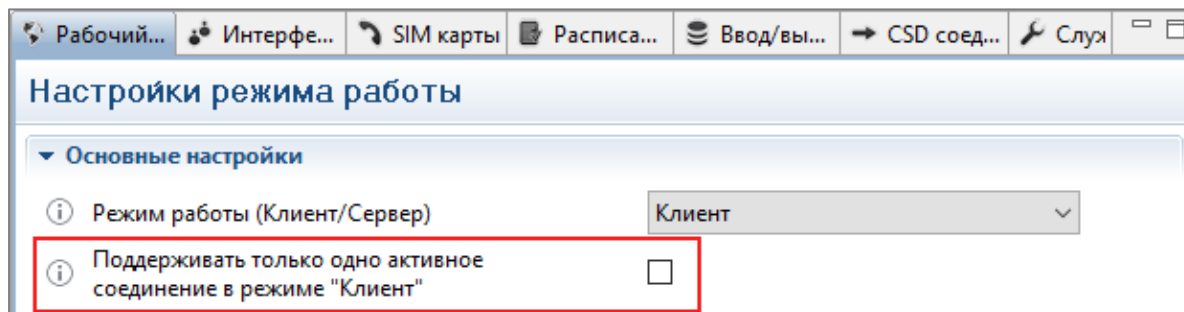 Рабочий... Интерфе... SIM карты Расписа... Ввод/вы... CSD соед... Служ
Настройки режима работы
Основные настройки
Режим работы (Клиент/Сервер) Клиент
Поддерживать только одно активное
соединение в режиме "Клиент"